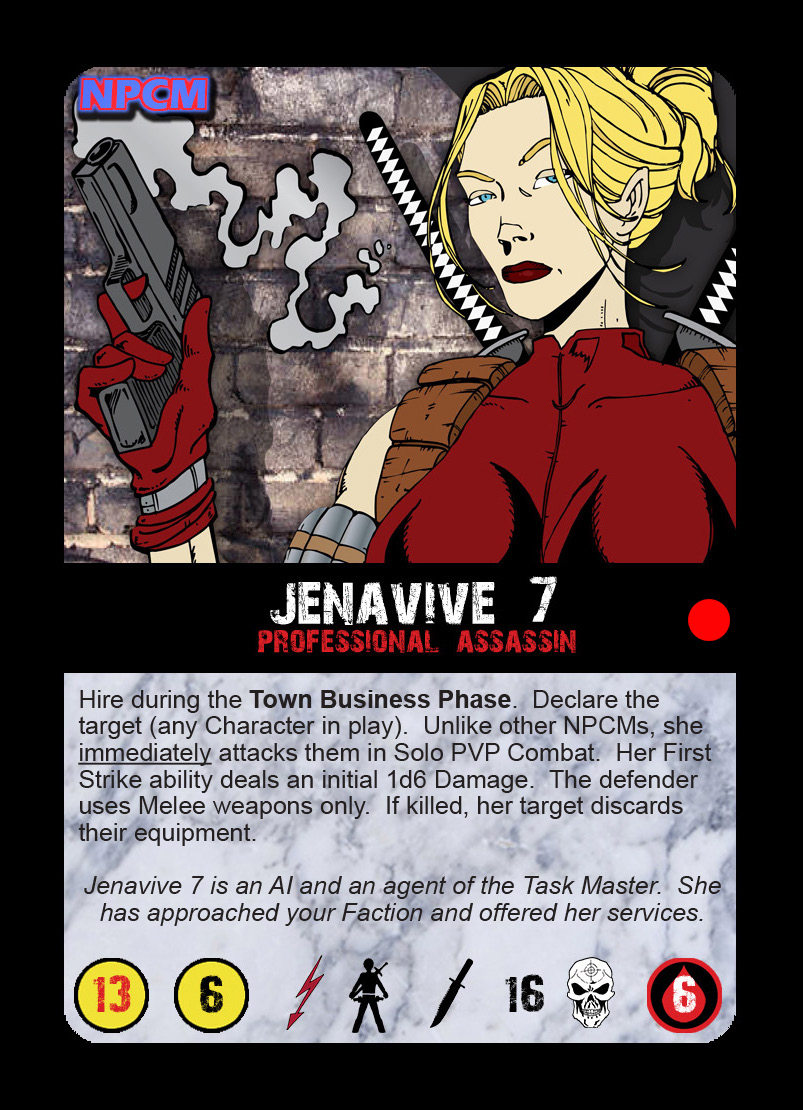 NPCM
JENAVIVE 7
PROFESSIONAL ASSASSIN
Hire during the Town Business Phase. Declare the
target (any Character in play). Unlike other NPCMs, she
immediately attacks them in Solo PVP Combat. Her First
Strike ability deals an initial 1d6 Damage. The defender
uses Melee weapons only. If killed, her target discards
their equipment.
Jenavive 7 is an AI and an agent of the Task Master. She
has approached your Faction and offered her services.
13 6 16 6